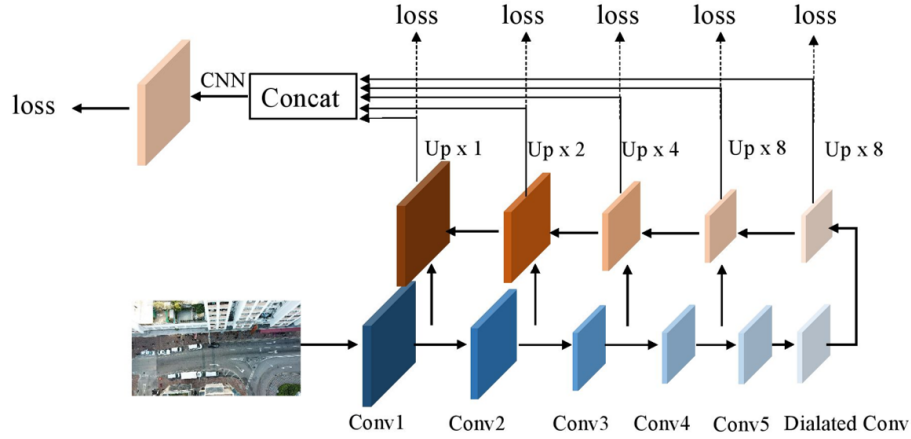 loss loss loss loss loss
CNN
Concat
loss
Up x 1 Up x 2 Up x 4 Up x 8 Up x 8
Conv1 Conv2 Conv3 Conv4 Conv5 Dialated Conv